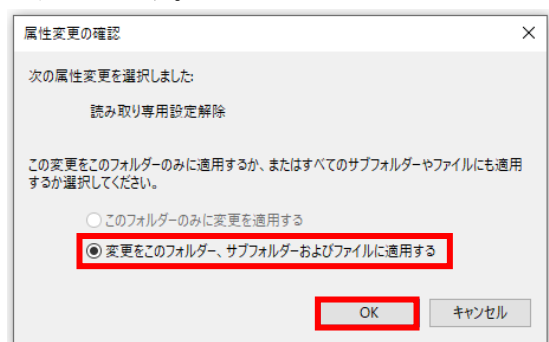 属性変更の確認
次の属性変更を選択しました:
読み取り専用設定解除
この変更をこのフォルダーのみに適用するか、またはすべてのサブフォルダーやファイルにも適用
するか選択してください。
このフォルダーのみに変更を適用する
変更をこのフォルダー、サブフォルダーおよびファイルに適用する
OK キャンセル